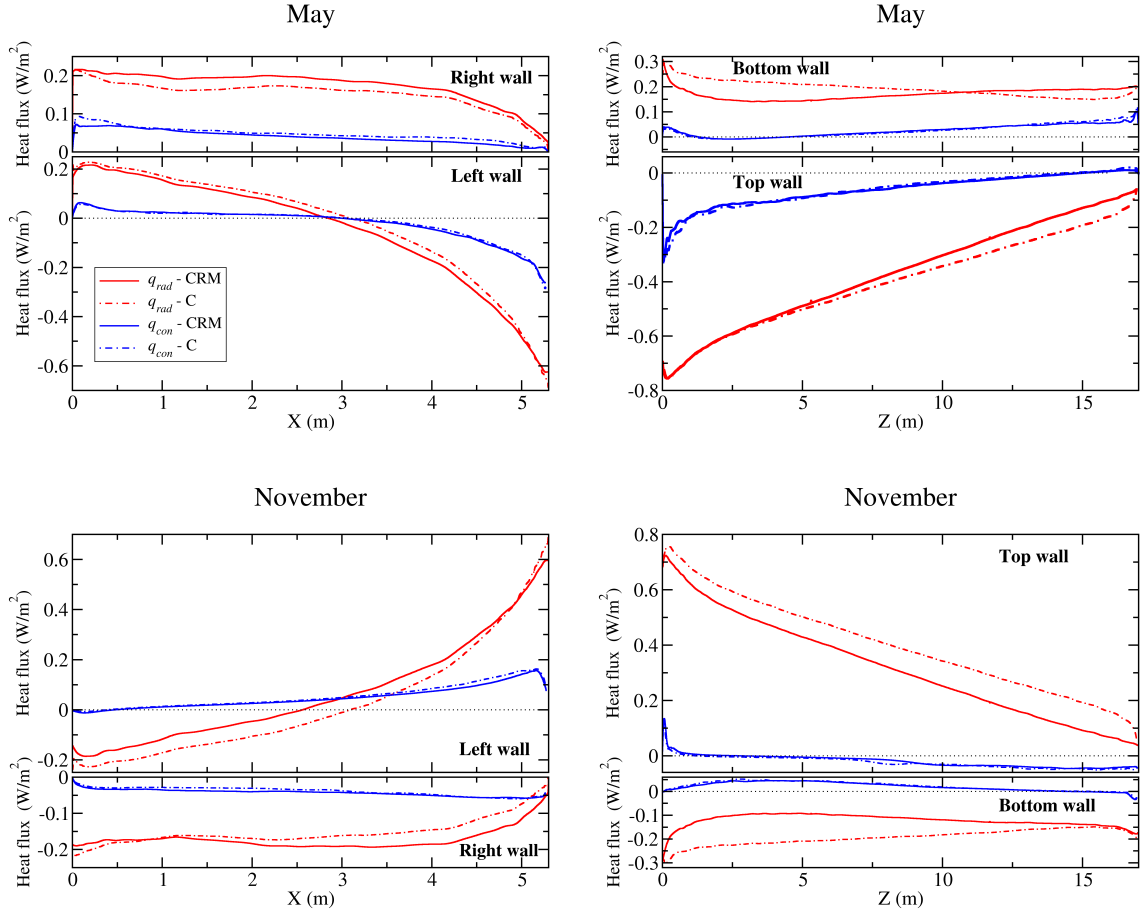 May
May
Heat flux (W/m²)
0.2
0.1
0
Right wall
Heat flux (W/m²)
0.2
0
-0.2
-0.4
-0.6
Left wall
q_rad - CRM
q_rad - C
q_con - CRM
q_con - C
0 1 2 3 4 5
X (m)
Heat flux (W/m²)
0.3
0.2
0.1
0
Bottom wall
Heat flux (W/m²)
0
-0.2
-0.4
-0.6
-0.8
Top wall
0 5 10 15
Z (m)
November
November
Heat flux (W/m²)
0.6
0.4
0.2
0
-0.2
Left wall
Heat flux (W/m²)
0
-0.1
-0.2
Right wall
0 1 2 3 4 5
X (m)
Heat flux (W/m²)
0.8
0.6
0.4
0.2
0
Top wall
Heat flux (W/m²)
0
-0.1
-0.2
-0.3
Bottom wall
0 5 10 15
Z (m)